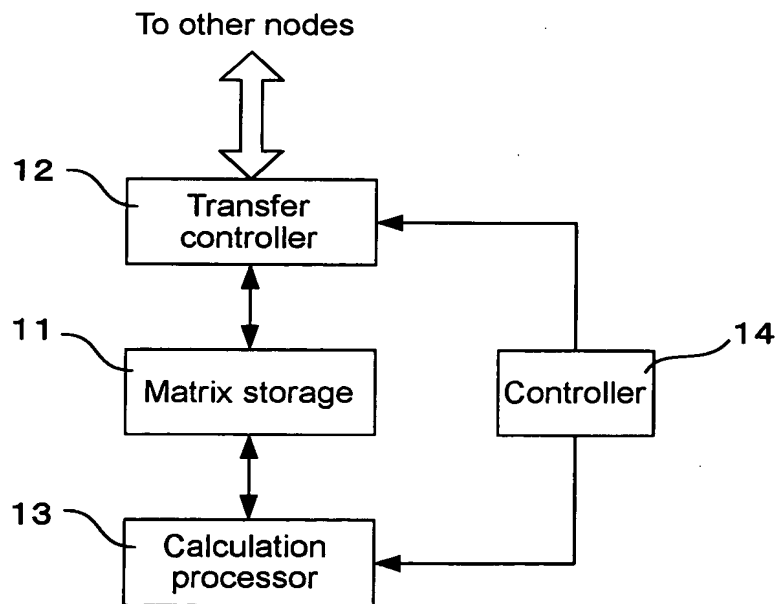 To other nodes
12
Transfer
controller
11
Matrix storage
14
Controller
13
Calculation
processor